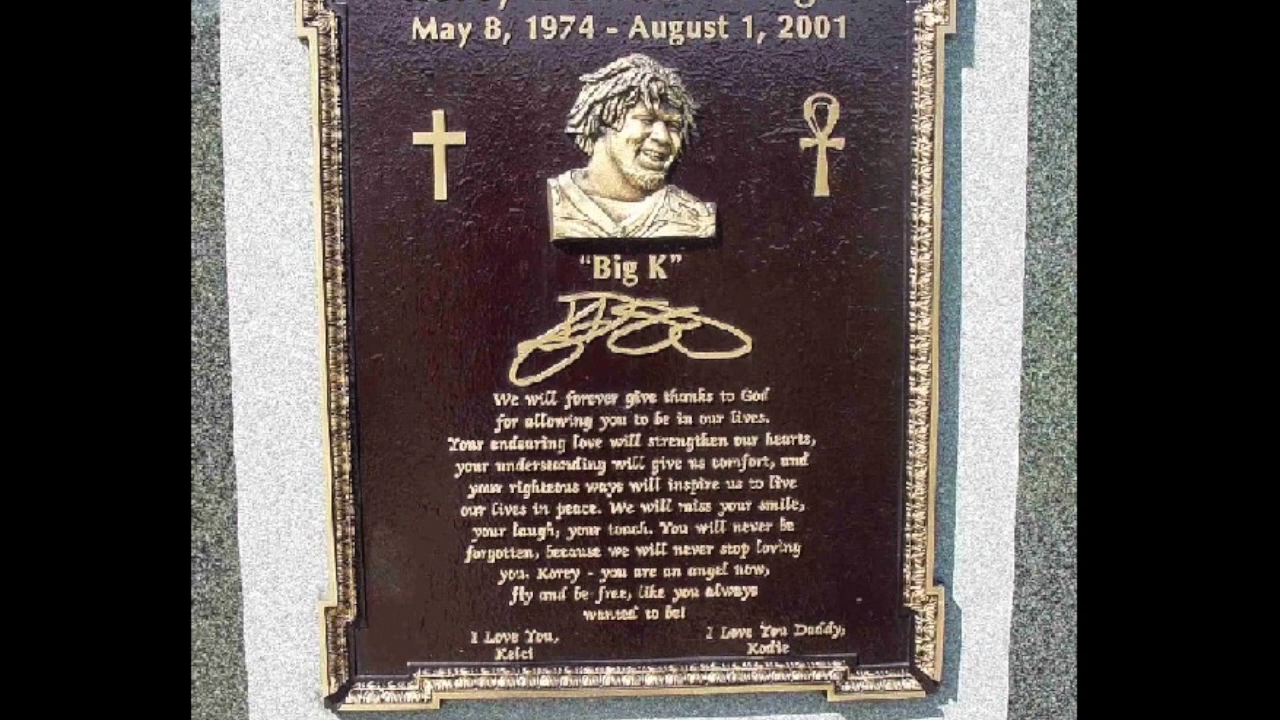 May 8, 1974 - August 1, 2001
“Big K”
We will forever give thanks to God
for allowing you to be in our lives.
Your endearing love will strengthen our hearts,
your understanding will give us comfort, and
your righteous ways will inspire us to live
our lives in peace. We will miss your smile,
your laugh, your touch. You will never be
forgotten, because we will never stop loving
you. Korey - you are an angel now,
fly and be free, like you always
wanted to be!
I Love You,
Kelci
I Love You Daddy,
Kodie